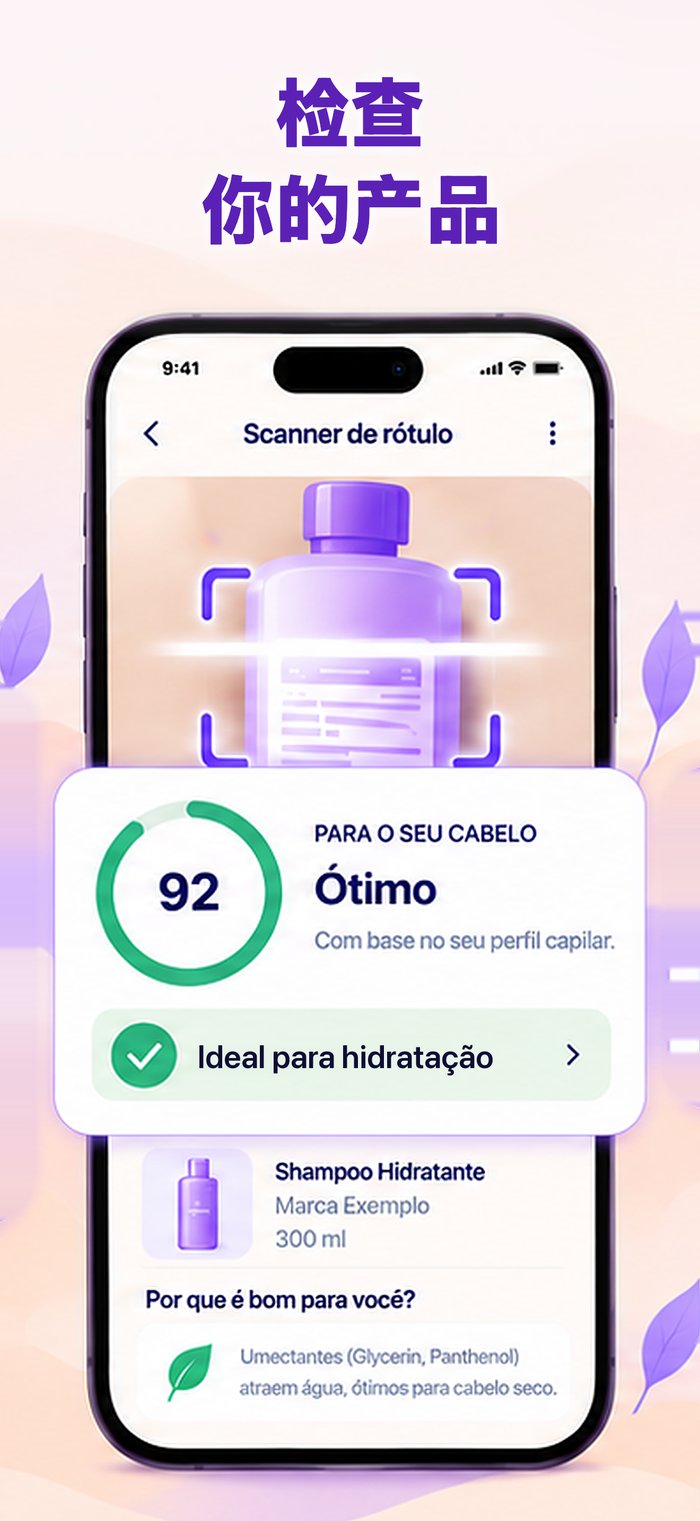 检查
你的产品
9:41
Scanner de rótulo
92
PARA O SEU CABELO
Ótimo
Com base no seu perfil capilar.
Ideal para hidratação
Shampoo Hidratante
Marca Exemplo
300 ml
Por que é bom para você?
Umectantes (Glycerin, Panthenol)
atraem água, ótimos para cabelo seco.